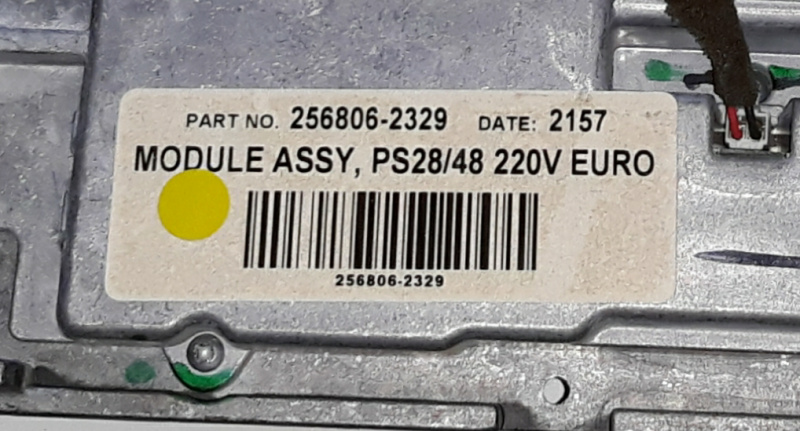 PART NO. 256806-2329 DATE: 2157
MODULE ASSY, PS28/48 220V EURO
256806-2329